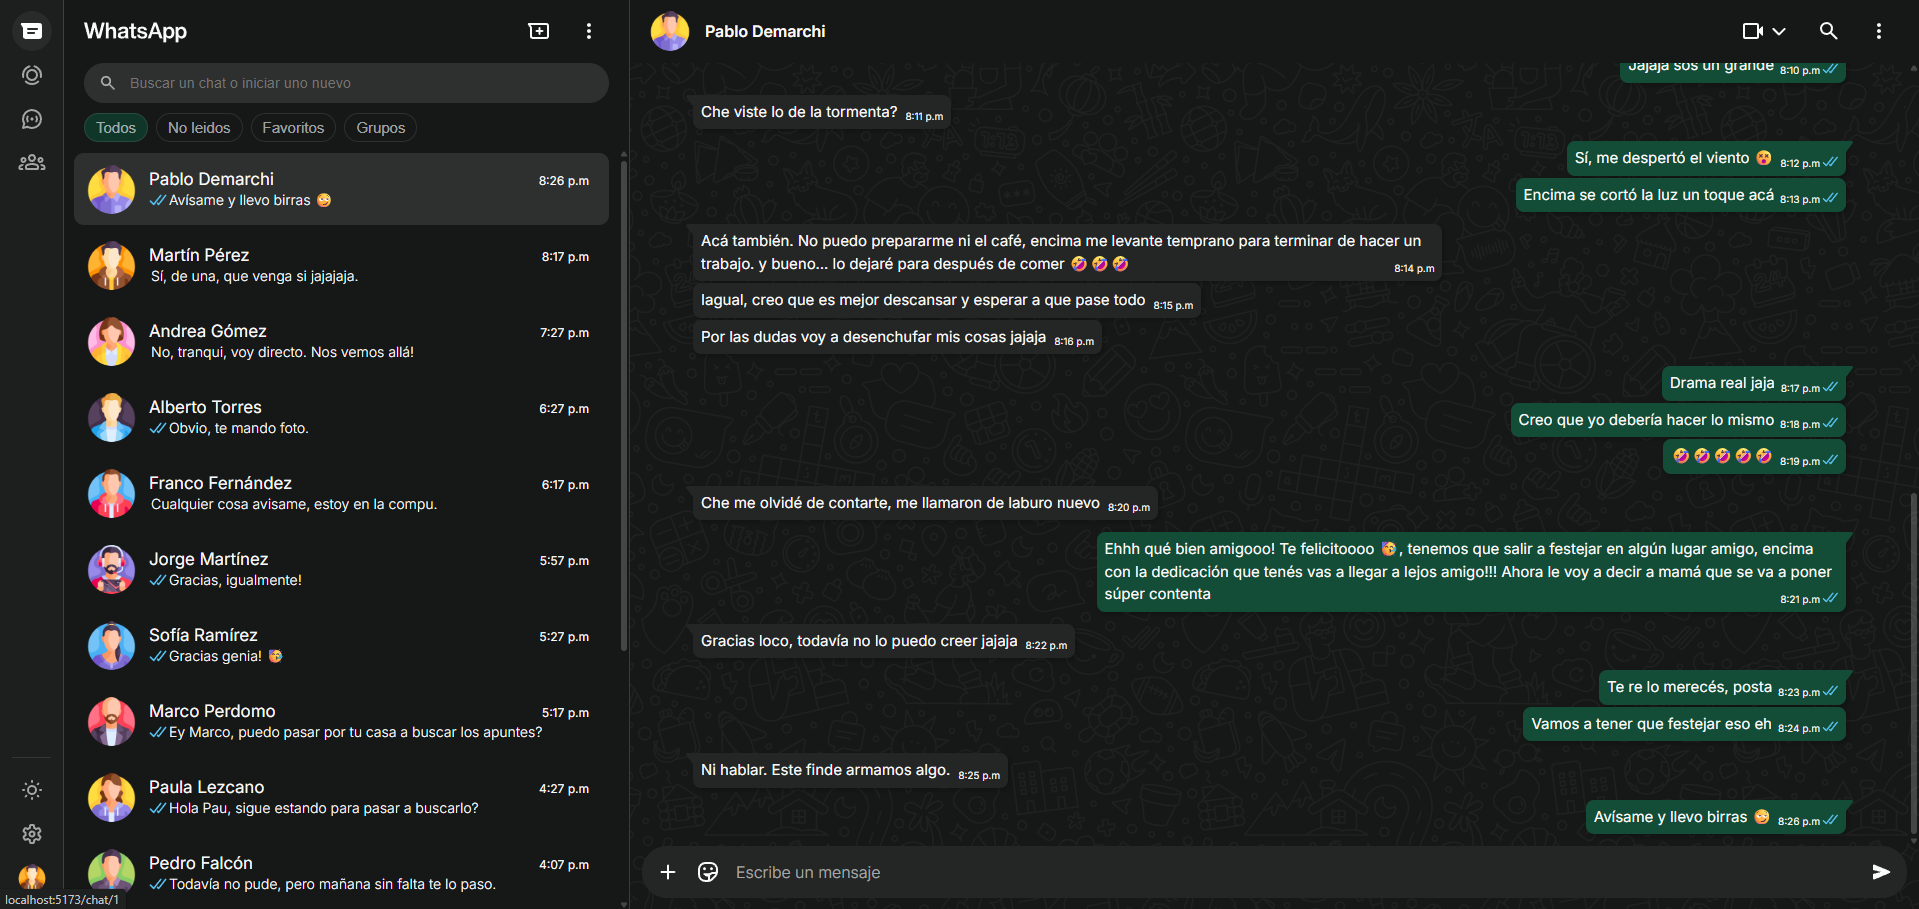 WhatsApp
Buscar un chat o iniciar uno nuevo
Todos
No leidos
Favoritos
Grupos
Pablo Demarchi
8:26 p.m
Avísame y llevo birras 🥱
Martín Pérez
8:17 p.m
Sí, de una, que venga si jajajaja.
Andrea Gómez
7:27 p.m
No, tranqui, voy directo. Nos vemos allá!
Alberto Torres
6:27 p.m
Obvio, te mando foto.
Franco Fernández
6:17 p.m
Cualquier cosa avisame, estoy en la compu.
Jorge Martínez
5:57 p.m
Gracias, igualmente!
Sofía Ramírez
5:27 p.m
Gracias genia! 🥳
Marco Perdomo
5:17 p.m
Ey Marco, puedo pasar por tu casa a buscar los apuntes?
Paula Lezcano
4:27 p.m
Hola Pau, sigue estando para pasar a buscarlo?
Pedro Falcón
4:07 p.m
Todavía no pude, pero mañana sin falta te lo paso.
localhost:5173/chat/1
Pablo Demarchi
Jajaja sos un grande 8:10 p.m
Che viste lo de la tormenta? 8:11 p.m
Sí, me despertó el viento 😵 8:12 p.m
Encima se cortó la luz un toque acá 8:13 p.m
Acá también. No puedo prepararme ni el café, encima me levante temprano para terminar de hacer un
trabajo. y bueno... lo dejaré para después de comer 🤣 🤣 🤣 8:14 p.m
Iagual, creo que es mejor descansar y esperar a que pase todo 8:15 p.m
Por las dudas voy a desenchufar mis cosas jajaja 8:16 p.m
Drama real jaja 8:17 p.m
Creo que yo debería hacer lo mismo 8:18 p.m
🤣 🤣 🤣 🤣 🤣 8:19 p.m
Che me olvidé de contarte, me llamaron de laburo nuevo 8:20 p.m
Ehhh qué bien amigooo! Te felicitoooo 🥳, tenemos que salir a festejar en algún lugar amigo, encima
con la dedicación que tenés vas a llegar a lejos amigo!!! Ahora le voy a decir a mamá que se va a poner
súper contenta 8:21 p.m
Gracias loco, todavía no lo puedo creer jajaja 8:22 p.m
Te re lo merecés, posta 8:23 p.m
Vamos a tener que festejar eso eh 8:24 p.m
Ni hablar. Este finde armamos algo. 8:25 p.m
Avísame y llevo birras 🥱 8:26 p.m
Escribe un mensaje